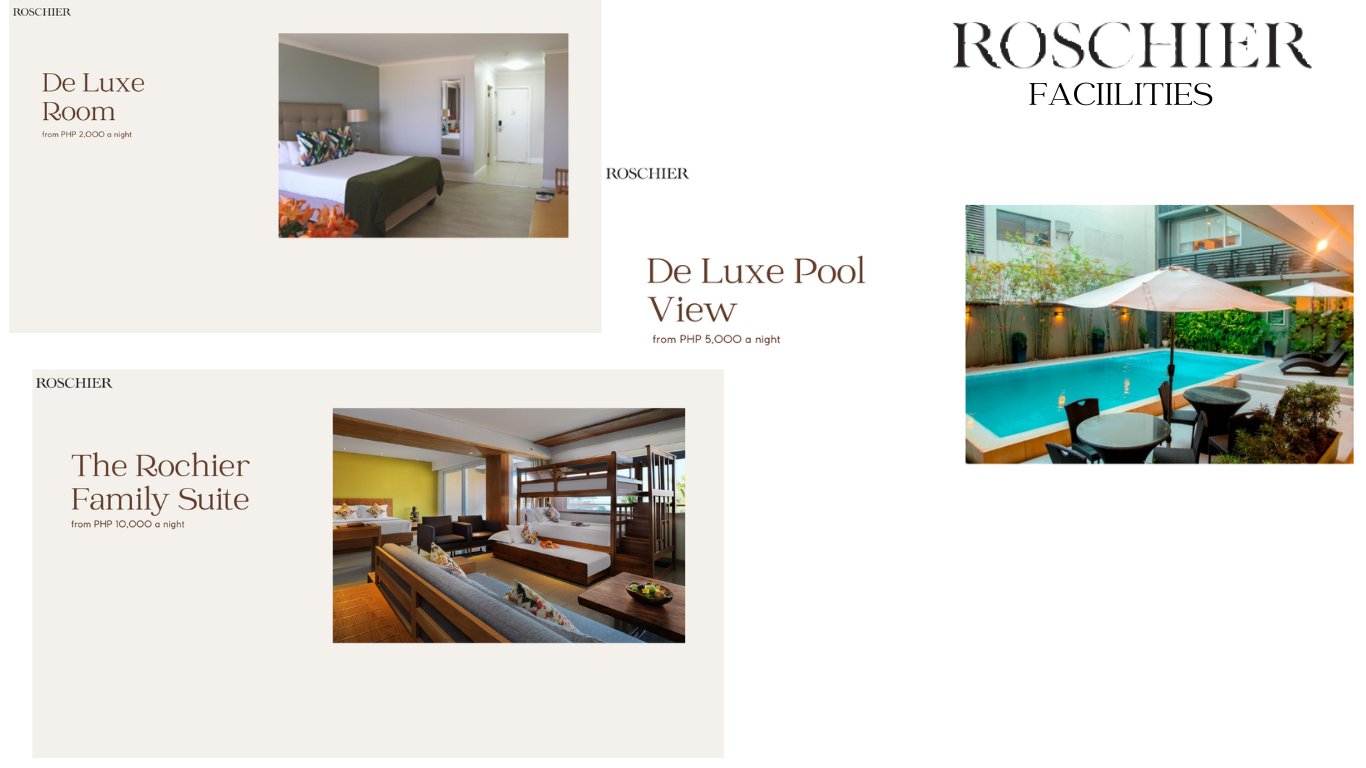 ROSCHIER
De Luxe
Room
from PHP 2,000 a night
ROSCHIER
FACIILITIES
ROSCHIER
De Luxe Pool
View
from PHP 5,000 a night
ROSCHIER
The Rochier
Family Suite
from PHP 10,000 a night